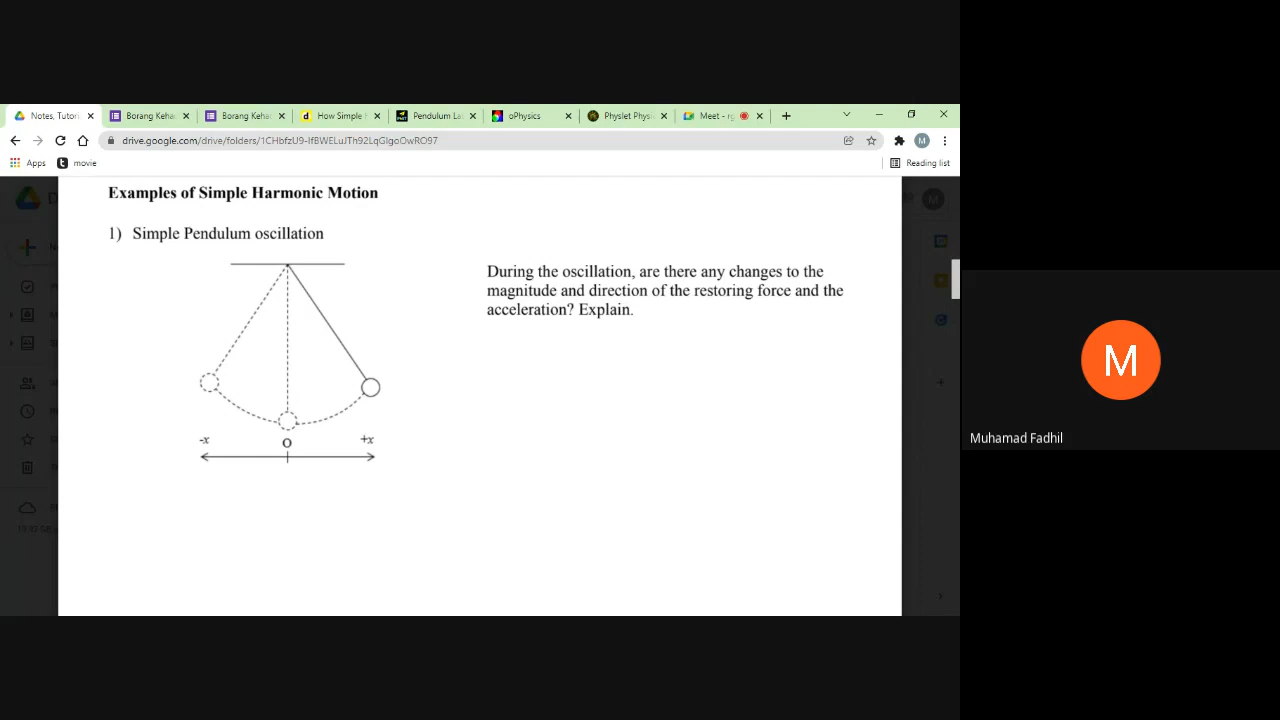 Notes, Tutori
Borang Keha
Borang Keha
How Simple H
Pendulum La
oPhysics
Physlet Physi
Meet - rg
drive.google.com/drive/folders/1CHbfzU9-IfBWELuJTh92LqGlgoOwRO97
M
Apps
movie
Reading list
Examples of Simple Harmonic Motion
1) Simple Pendulum oscillation
During the oscillation, are there any changes to the
magnitude and direction of the restoring force and the
acceleration? Explain.
-x
O
+x
M
Muhamad Fadhil